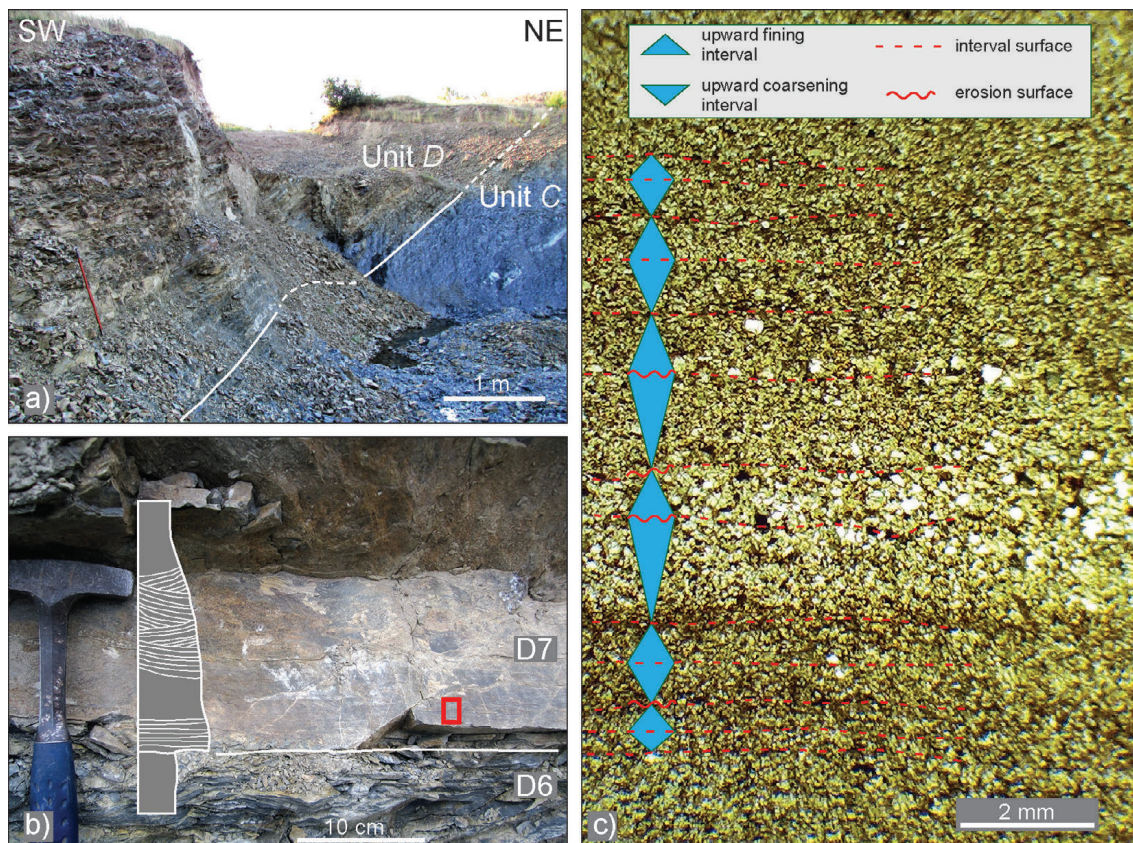 SW
NE
Unit D
Unit C
1 m
a)
D7
D6
10 cm
b)
upward fining
interval
upward coarsening
interval
interval surface
erosion surface
2 mm
c)